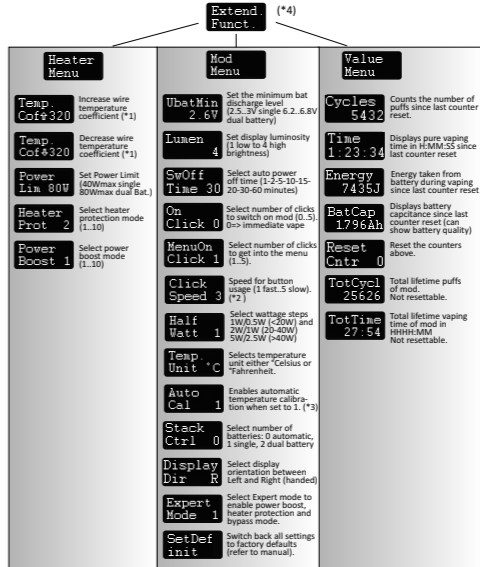 Extend.
Funct.
(*4)
Heater
Menu
Temp.
Cof↑320
Increase wire
temperature
coefficient (*1)
Temp.
Cof↓320
Decrease wire
temperature
coefficient (*1)
Power
Lim 80W
Set Power Limit
(40Wmax single
80Wmax dual Bat.)
Heater
Prot 2
Select heater
protection mode
(1..10)
Power
Boost 1
Select power
boost mode
(1..10)
Mod
Menu
UbatMin
2.6V
Set the minimum bat
discharge level
(2.5..3V single 6.2..6.8V
dual battery)
Lumen
4
Set display luminosity
(1 low to 4 high
brightness)
SwOff
Time 30
Select auto power
off time (1-2-5-10-15-
20-30-60 minutes)
On
Click 0
Select number of clicks
to switch on mod (0..5).
0=> immediate vape
MenuOn
Click 1
Select number of clicks
to get into the menu
(1..5).
Click
Speed 3
Speed for button
usage (1 fast..5 slow).
(*2 )
Half
Watt 1
Select wattage steps
1W/0.5W (<20W) and
2W/1W (20-40W)
5W/2.5W (>40W)
Temp.
Unit °C
Selects temperature
unit either °Celsius or
°Fahrenheit.
Auto
Cal 1
Enables automatic
temperature calibra-
tion when set to 1. (*3)
Stack
Ctrl 0
Select number of
batteries: 0 automatic,
1 single, 2 dual battery
Display
Dir R
Select display
orientation between
Left and Right (handed)
Expert
Mode 1
Select Expert mode to
enable power boost,
heater protection and
bypass mode.
SetDef
init
Switch back all settings
to factory defaults
(refer to manual).
Value
Menu
Cycles
5432
Counts the number of
puffs since last counter
reset.
Time
1:23:34
Displays pure vaping
time in H:MM:SS since
last counter reset
Energy
7435J
Energy taken from
battery during vaping
since last counter reset
BatCap
1.796Ah
Displays battery
capcitance since last
counter reset (can
show battery quality)
Reset
Cntr 0
Reset the counters
above.
TotCycl
25626
Total lifetime puffs
of mod.
Not resettable.
TotTime
27:54
Total lifetime vaping
time of mod in
HHHH:MM
Not resettable.